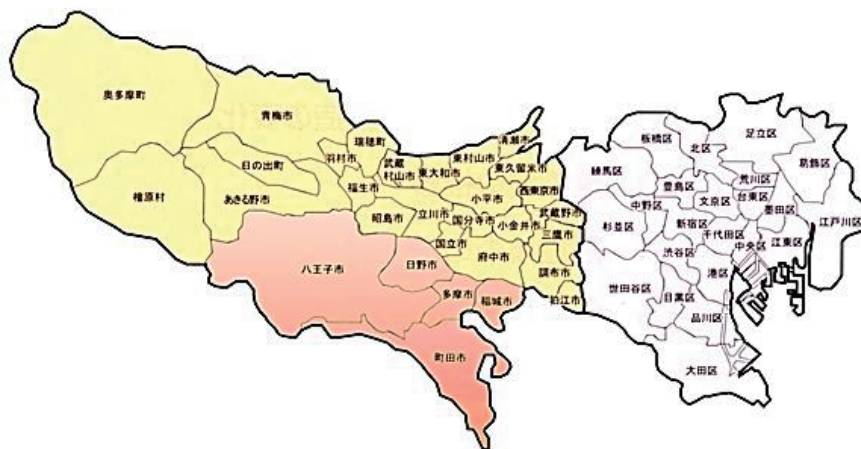 奥多摩町
青梅市
瑞穂町
羽村市
武蔵
村山市
東大和市
東村山市
清瀬市
東久留米市
西東京市
日の出町
檜原村
あきる野市
福生市
昭島市
立川市
小平市
国分寺市
小金井市
武蔵野市
三鷹市
国立市
府中市
調布市
狛江市
八王子市
日野市
多摩市
稲城市
町田市
板橋区
北区
足立区
葛飾区
練馬区
豊島区
荒川区
文京区
台東区
墨田区
江戸川区
中野区
杉並区
新宿区
千代田区
中央区
江東区
渋谷区
港区
世田谷区
目黒区
品川区
大田区